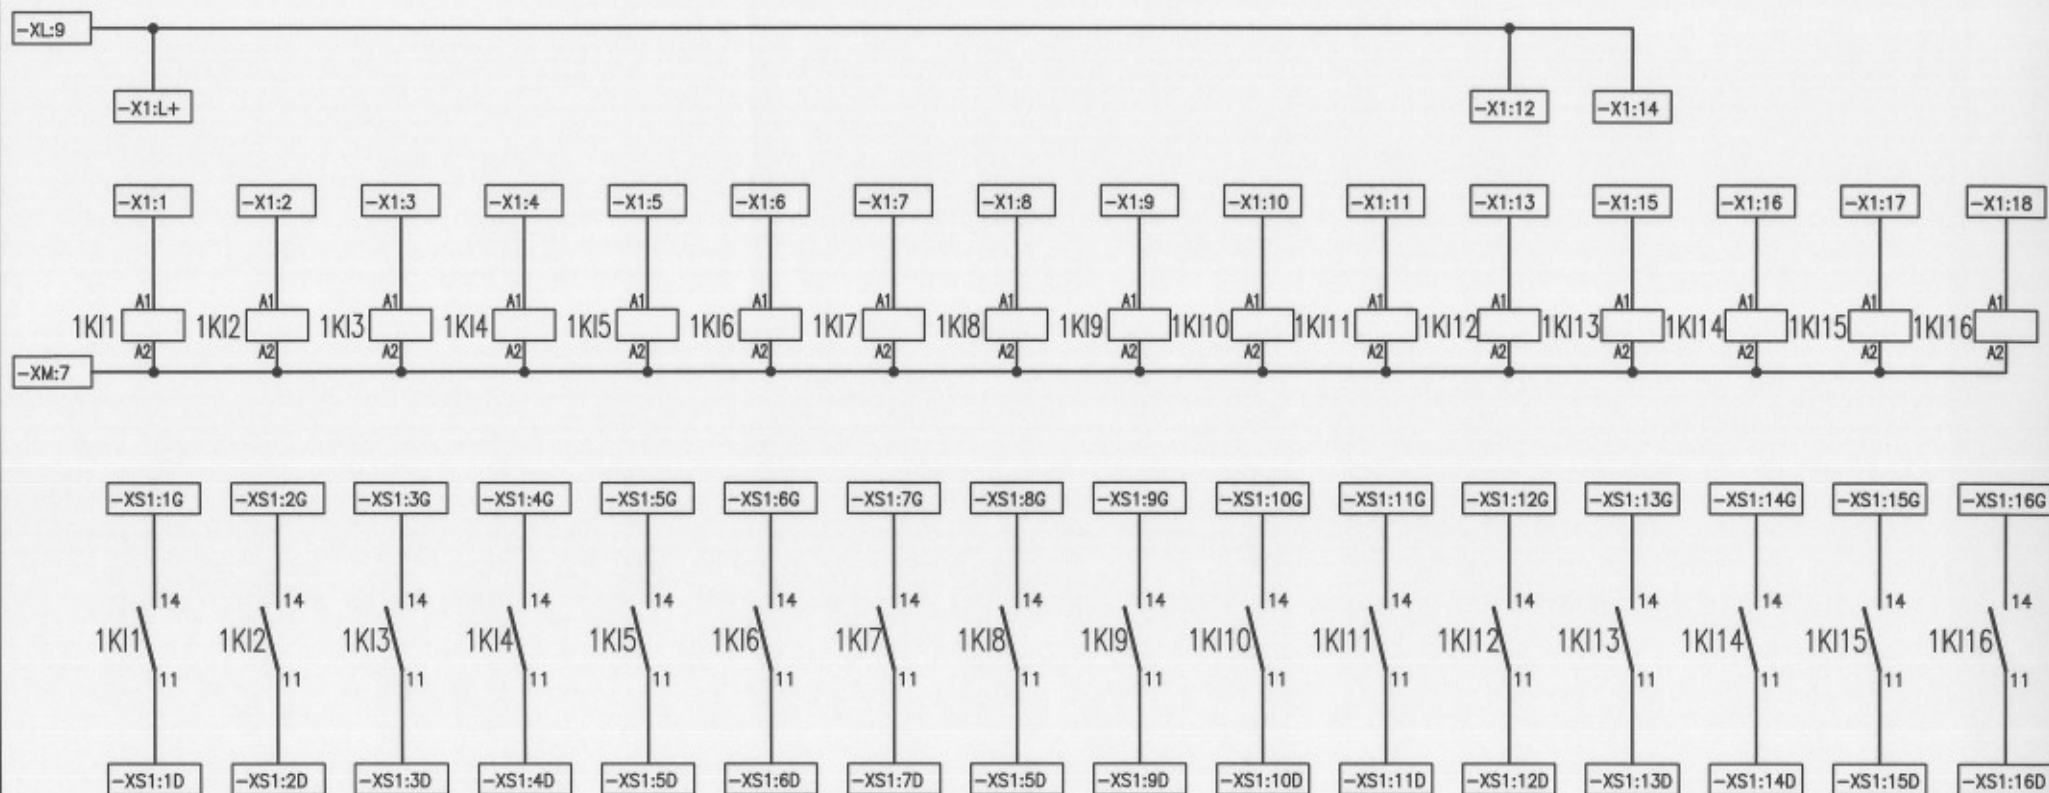 -XL:9
-X1:L+ -X1:12 -X1:14
-X1:1 -X1:2 -X1:3 -X1:4 -X1:5 -X1:6 -X1:7 -X1:8 -X1:9 -X1:10 -X1:11 -X1:13 -X1:15 -X1:16 -X1:17 -X1:18
A1 A1 A1 A1 A1 A1 A1 A1 A1 A1 A1 A1 A1 A1 A1 A1
1KI1 1KI2 1KI3 1KI4 1KI5 1KI6 1KI7 1KI8 1KI9 1KI10 1KI11 1KI12 1KI13 1KI14 1KI15 1KI16
A2 A2 A2 A2 A2 A2 A2 A2 A2 A2 A2 A2 A2 A2 A2 A2
-XM:7
-XS1:1G -XS1:2G -XS1:3G -XS1:4G -XS1:5G -XS1:6G -XS1:7G -XS1:8G -XS1:9G -XS1:10G -XS1:11G -XS1:12G -XS1:13G -XS1:14G -XS1:15G -XS1:16G
14 14 14 14 14 14 14 14 14 14 14 14 14 14 14 14
1KI1 1KI2 1KI3 1KI4 1KI5 1KI6 1KI7 1KI8 1KI9 1KI10 1KI11 1KI12 1KI13 1KI14 1KI15 1KI16
11 11 11 11 11 11 11 11 11 11 11 11 11 11 11 11
-XS1:1D -XS1:2D -XS1:3D -XS1:4D -XS1:5D -XS1:6D -XS1:7D -XS1:5D -XS1:9D -XS1:10D -XS1:11D -XS1:12D -XS1:13D -XS1:14D -XS1:15D -XS1:16D